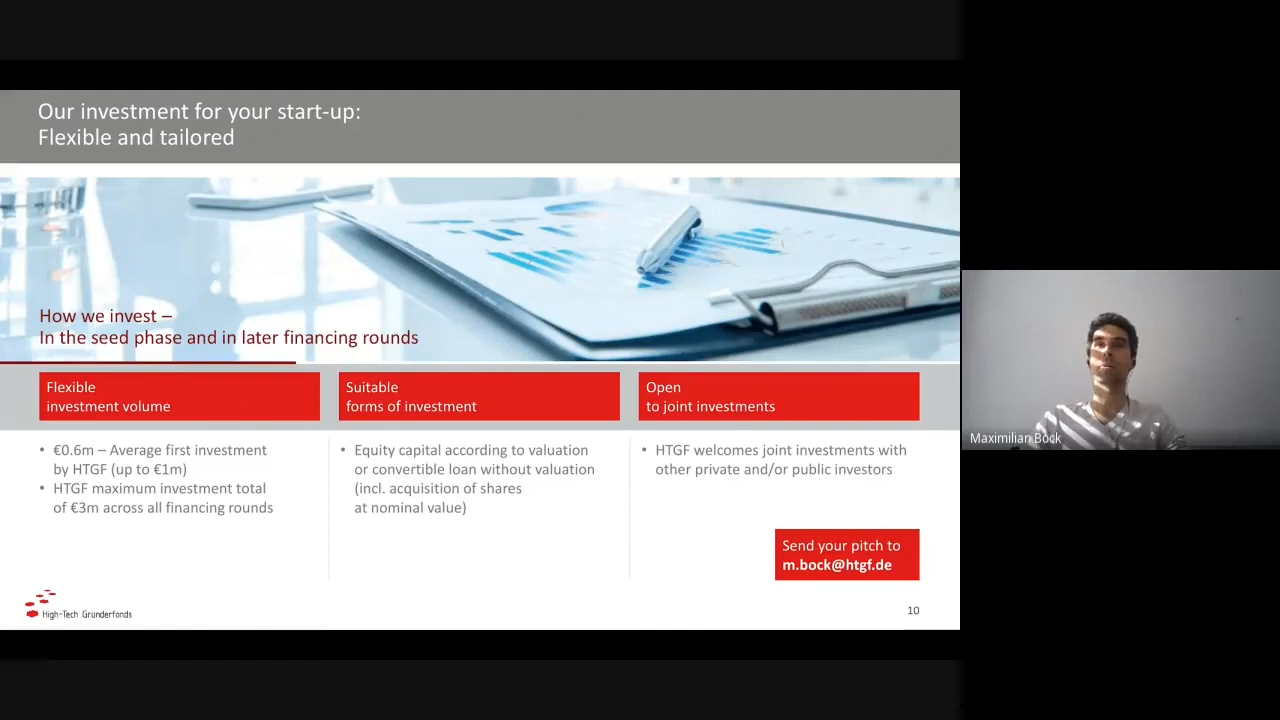 Our investment for your start-up:
Flexible and tailored
How we invest –
In the seed phase and in later financing rounds
Flexible
investment volume
Suitable
forms of investment
Open
to joint investments
• €0.6m – Average first investment
by HTGF (up to €1m)
• HTGF maximum investment total
of €3m across all financing rounds
• Equity capital according to valuation
or convertible loan without valuation
(incl. acquisition of shares
at nominal value)
• HTGF welcomes joint investments with
other private and/or public investors
Send your pitch to
m.bock@htgf.de
High-Tech Gründerfonds
10
Maximilian Bock